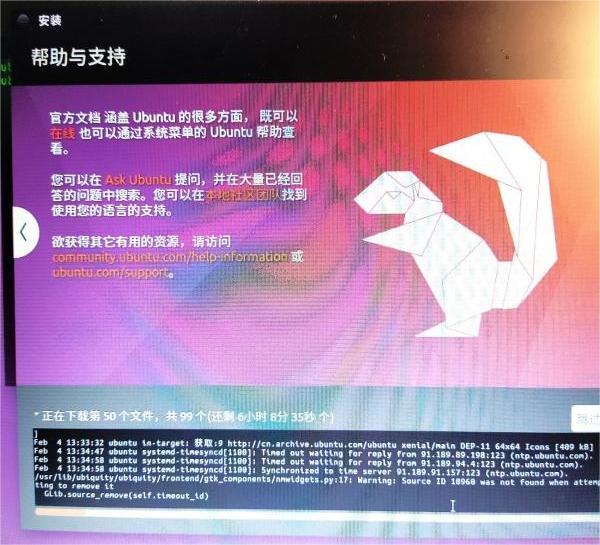 安装
帮助与支持
官方文档 涵盖 Ubuntu 的很多方面， 既可以
在线 也可以通过系统菜单的 Ubuntu 帮助查
看。
您可以在 Ask Ubuntu 提问，并在大量已经回
答的问题中搜索。您可以在本地社区团队找到
使用您的语言的支持。
欲获得其它有用的资源，请访问
community.ubuntu.com/help-information 或
ubuntu.com/support。
* 正在下载第 50 个文件，共 99 个(还剩 6小时 8分 35秒 个)
跳过
]
Feb 4 13:33:32 ubuntu in-target: 获取:9 http://cn.archive.ubuntu.com/ubuntu xenial/main DEP-11 64x64 Icons [409 kB]
Feb 4 13:34:47 ubuntu systemd-timesyncd[1100]: Timed out waiting for reply from 91.189.89.198:123 (ntp.ubuntu.com).
Feb 4 13:34:58 ubuntu systemd-timesyncd[1100]: Timed out waiting for reply from 91.189.94.4:123 (ntp.ubuntu.com).
Feb 4 13:34:58 ubuntu systemd-timesyncd[1100]: Synchronized to time server 91.189.91.157:123 (ntp.ubuntu.com).
/usr/lib/ubiquity/ubiquity/frontend/gtk_components/nmwidgets.py:17: Warning: Source ID 10960 was not found when attemp
ting to remove it
GLib.source_remove(self.timeout_id)